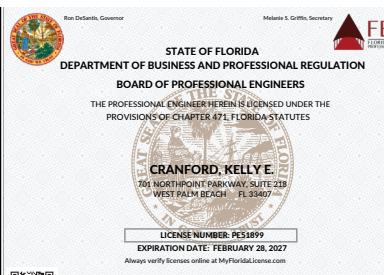 Ron DeSantis, Governor
Melanie S. Griffin, Secretary
STATE OF FLORIDA
DEPARTMENT OF BUSINESS AND PROFESSIONAL REGULATION
BOARD OF PROFESSIONAL ENGINEERS
THE PROFESSIONAL ENGINEER HEREIN IS LICENSED UNDER THE
PROVISIONS OF CHAPTER 471, FLORIDA STATUTES
CRANFORD, KELLY E.
701 NORTHPOINT PARKWAY, SUITE 218
WEST PALM BEACH FL 33407
LICENSE NUMBER: PE51899
EXPIRATION DATE: FEBRUARY 28, 2027
Always verify licenses online at MyFloridaLicense.com